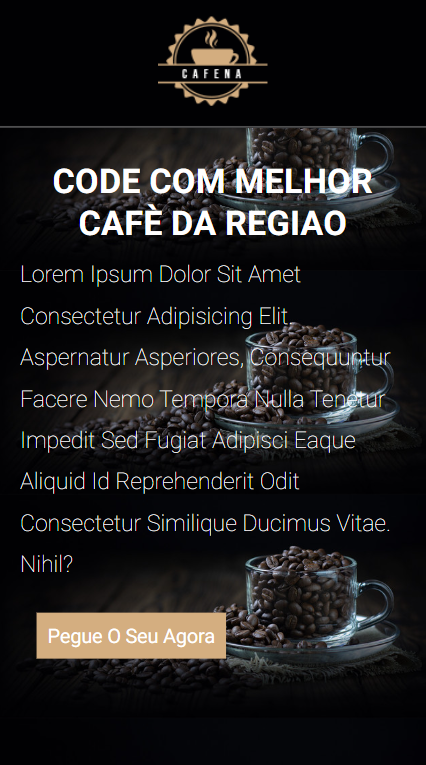 CAFENA
CODE COM MELHOR
CAFÈ DA REGIAO
Lorem Ipsum Dolor Sit Amet
Consectetur Adipisicing Elit.
Aspernatur Asperiores, Consequuntur
Facere Nemo Tempora Nulla Tenetur
Impedit Sed Fugiat Adipisci Eaque
Aliquid Id Reprehenderit Odit
Consectetur Similique Ducimus Vitae.
Nihil?
Pegue O Seu Agora